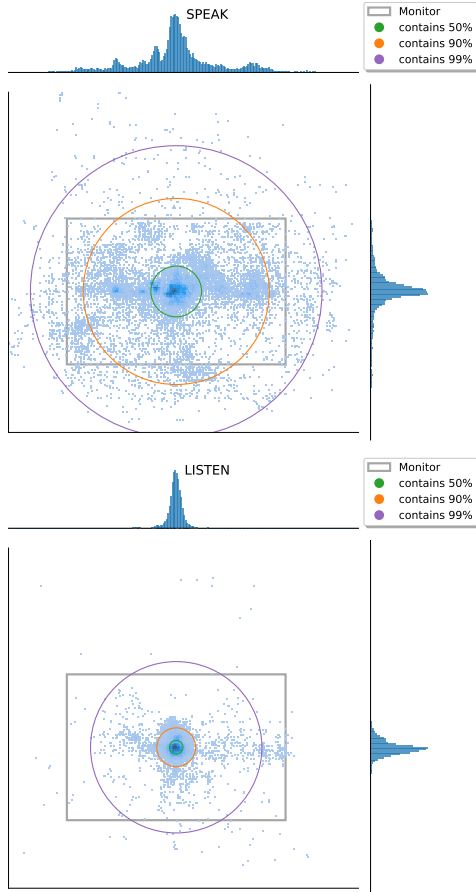 SPEAK
Monitor
contains 50%
contains 90%
contains 99%
LISTEN
Monitor
contains 50%
contains 90%
contains 99%